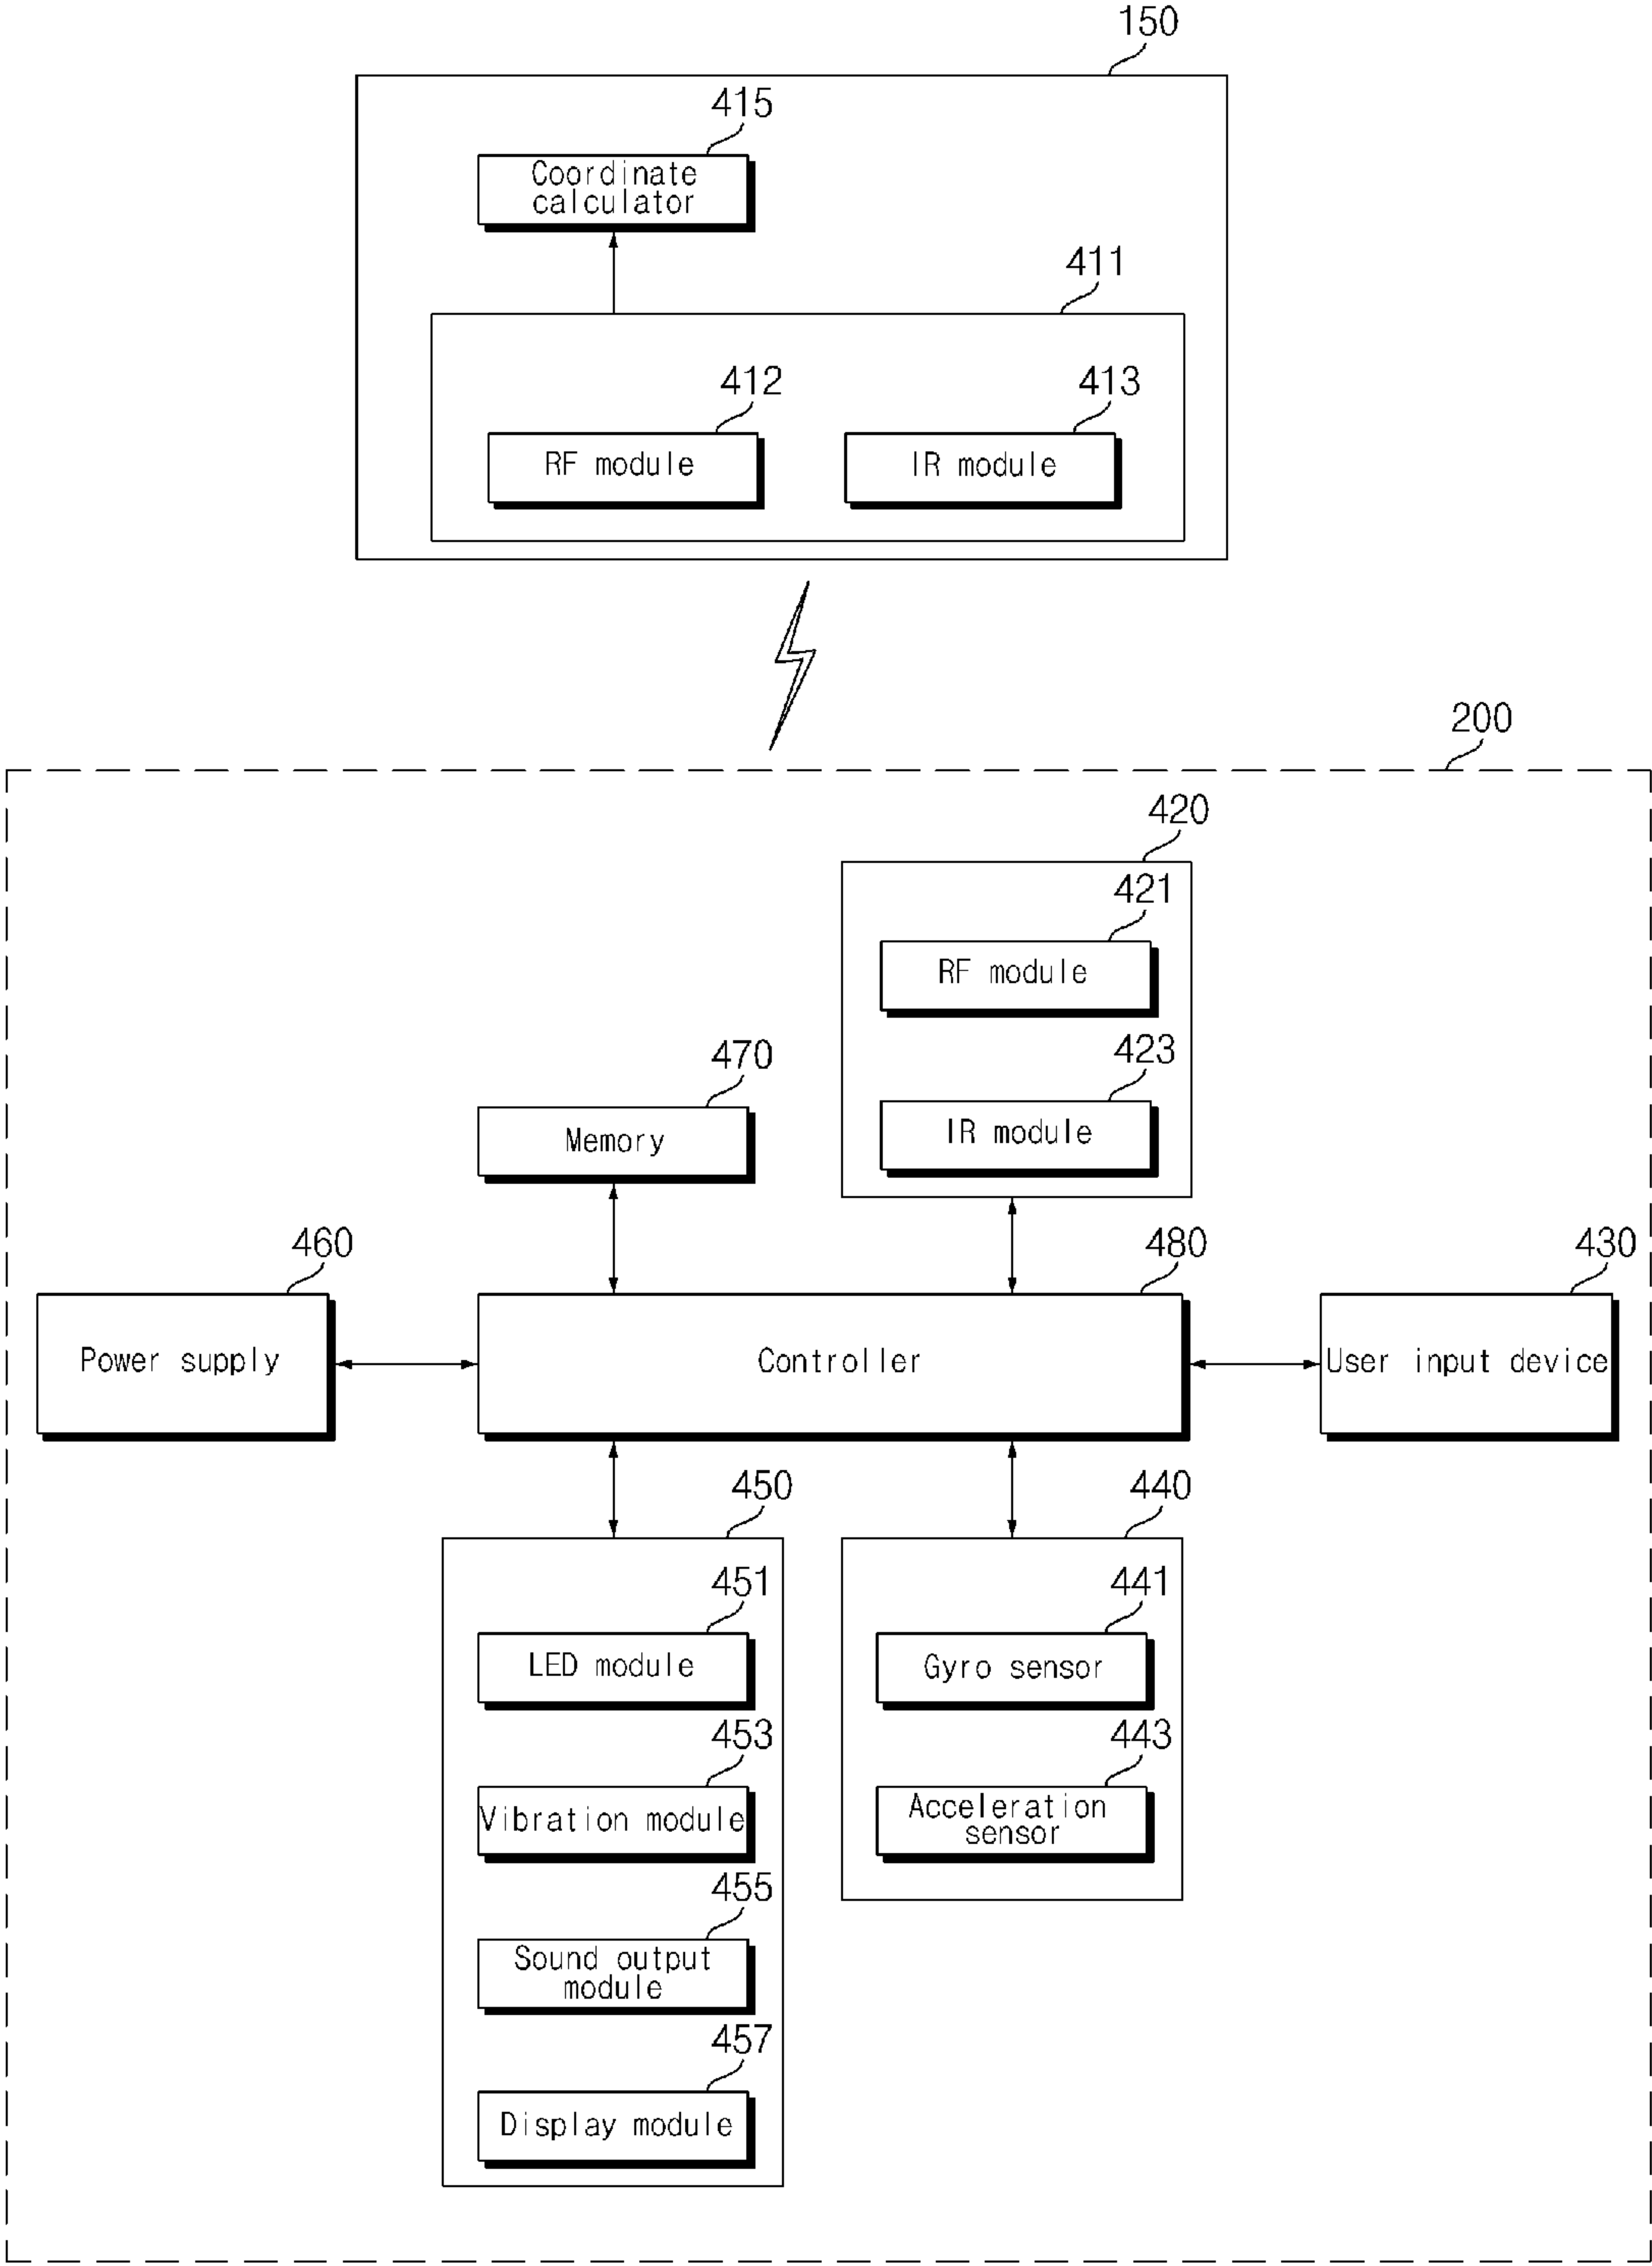 150
415
Coordinate
calculator
411
412
413
RF module
IR module
200
420
421
RF module
470
423
Memory
IR module
460
480
430
Power supply
Controller
User input device
450
440
451
441
LED module
Gyro sensor
453
443
Vibration module
Acceleration
sensor
455
Sound output
module
457
Display module